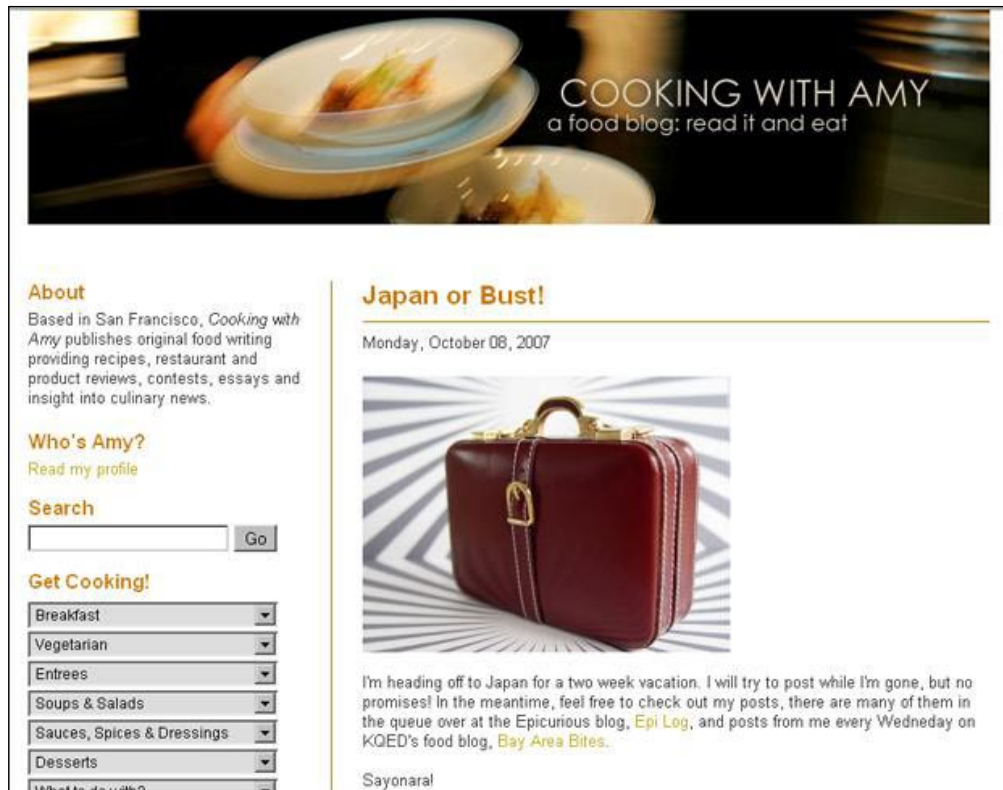 COOKING WITH AMY
a food blog: read it and eat
About
Based in San Francisco, Cooking with
Amy publishes original food writing
providing recipes, restaurant and
product reviews, contests, essays and
insight into culinary news.
Who's Amy?
Read my profile
Search
Go
Get Cooking!
Breakfast
Vegetarian
Entrees
Soups & Salads
Sauces, Spices & Dressings
Desserts
What to do with?
Japan or Bust!
Monday, October 08, 2007
I'm heading off to Japan for a two week vacation. I will try to post while I'm gone, but no
promises! In the meantime, feel free to check out my posts, there are many of them in
the queue over at the Epicurious blog, Epi Log, and posts from me every Wedneday on
KQED's food blog, Bay Area Bites.
Sayonara!